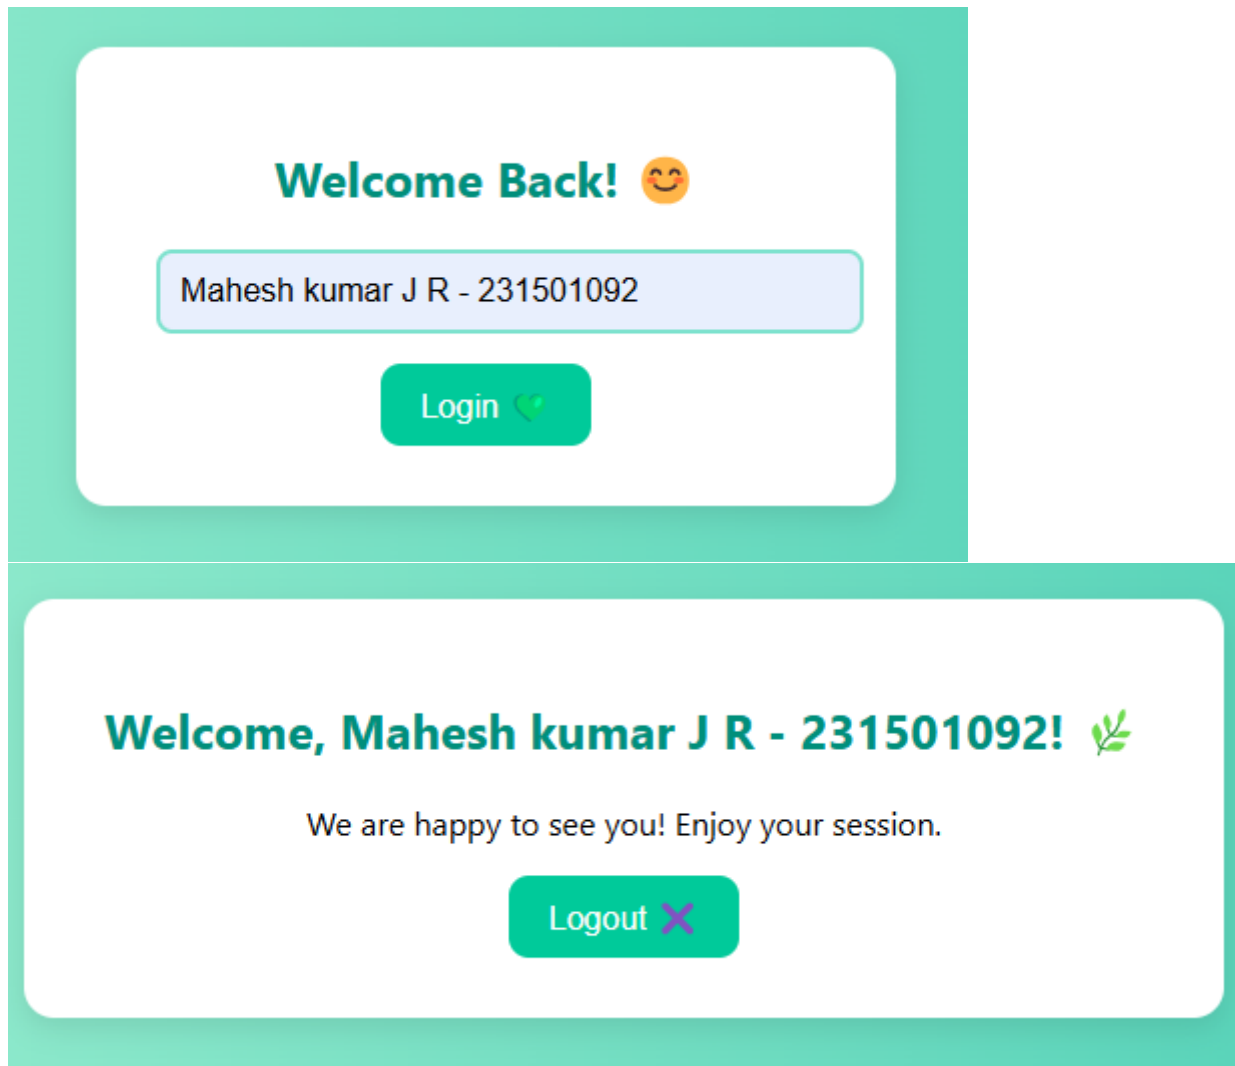 Welcome Back! 😊
Mahesh kumar J R - 231501092
Login 💚
Welcome, Mahesh kumar J R - 231501092! 🌿
We are happy to see you! Enjoy your session.
Logout ❌